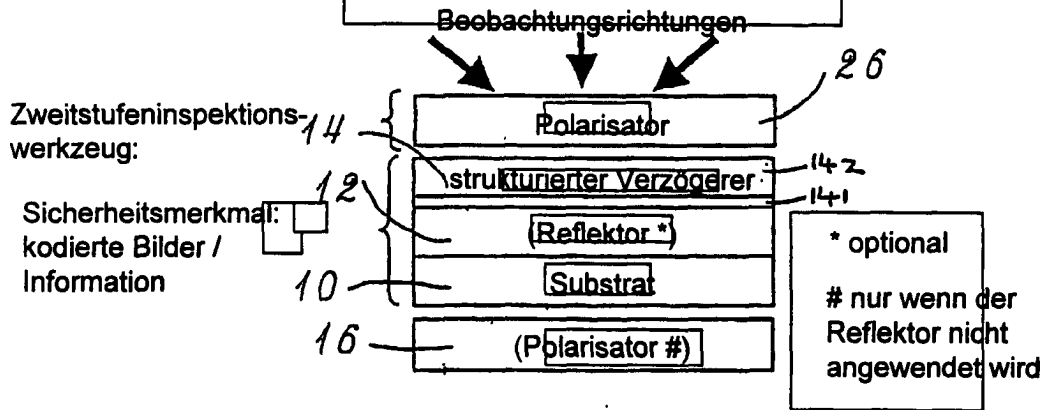 Beobachtungsrichtungen
26
Zweitstufeninspektions-
werkzeug:
14
Polarisator
strukturierter Verzögerer
142
141
12
Sicherheitsmerkmal:
kodierte Bilder /
Information
(Reflektor *)
10
Substrat
16
(Polarisator #)
* optional
# nur wenn der
Reflektor nicht
angewendet wird